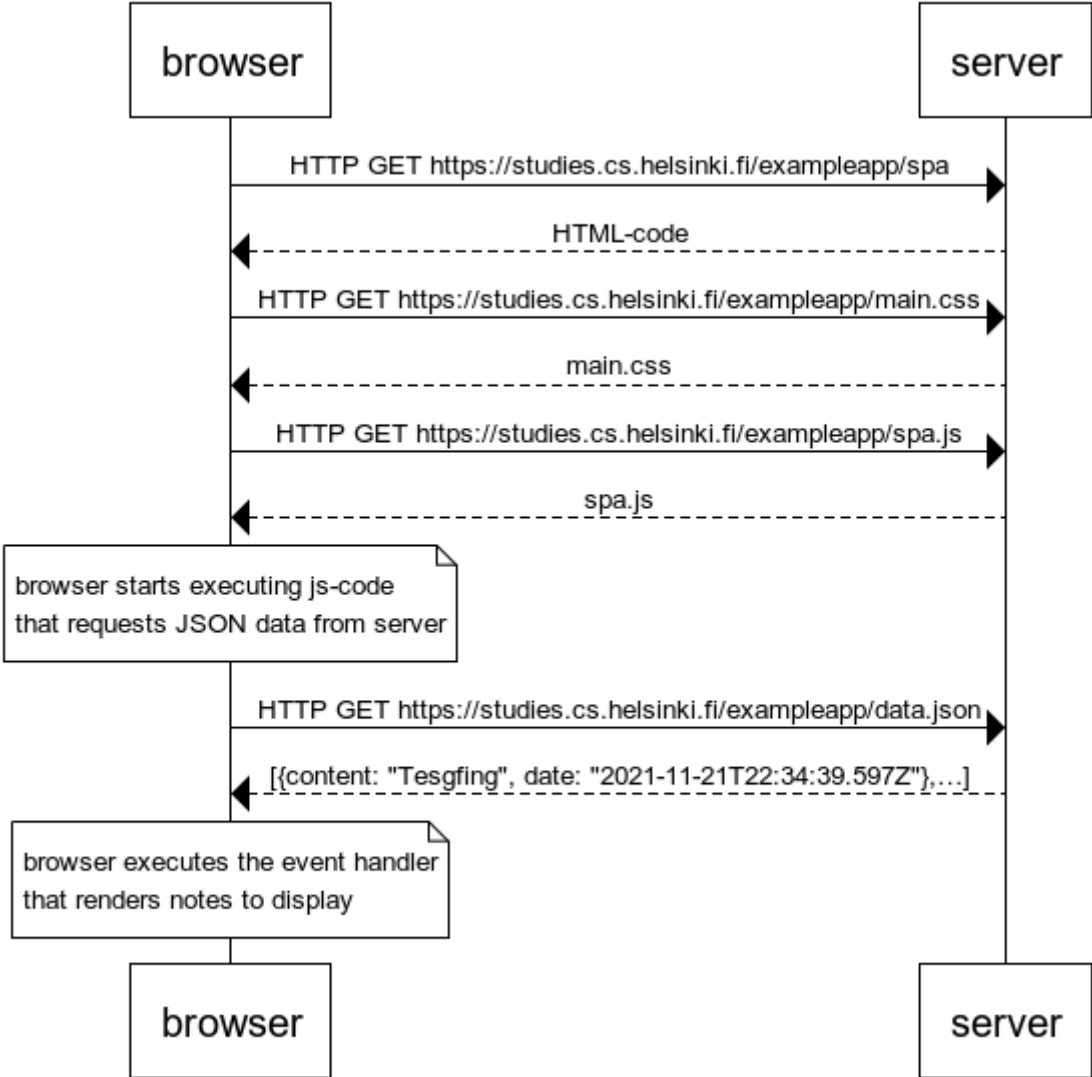 browser
server
HTTP GET https://studies.cs.helsinki.fi/exampleapp/spa
HTML-code
HTTP GET https://studies.cs.helsinki.fi/exampleapp/main.css
main.css
HTTP GET https://studies.cs.helsinki.fi/exampleapp/spa.js
spa.js
browser starts executing js-code
that requests JSON data from server
HTTP GET https://studies.cs.helsinki.fi/exampleapp/data.json
[{content: "Tesgfing", date: "2021-11-21T22:34:39.597Z"},...]
browser executes the event handler
that renders notes to display
browser
server